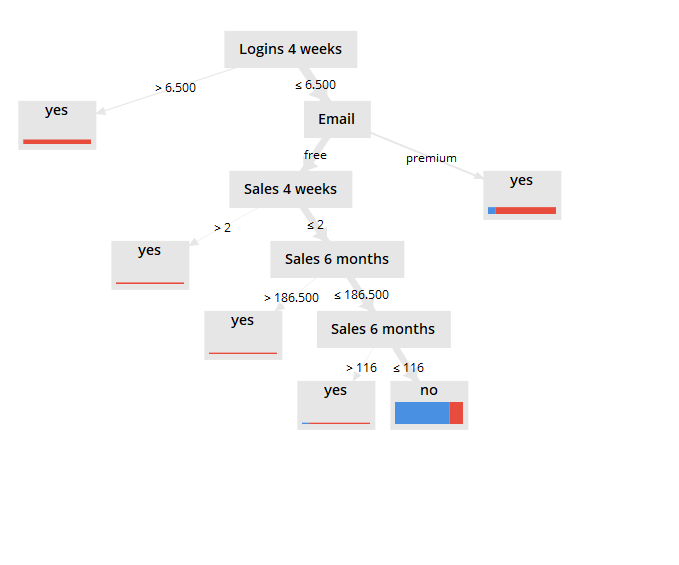 Logins 4 weeks
> 6.500
≤ 6.500
yes
Email
free
premium
Sales 4 weeks
yes
> 2
≤ 2
yes
Sales 6 months
> 186.500
≤ 186.500
yes
Sales 6 months
> 116
≤ 116
yes
no